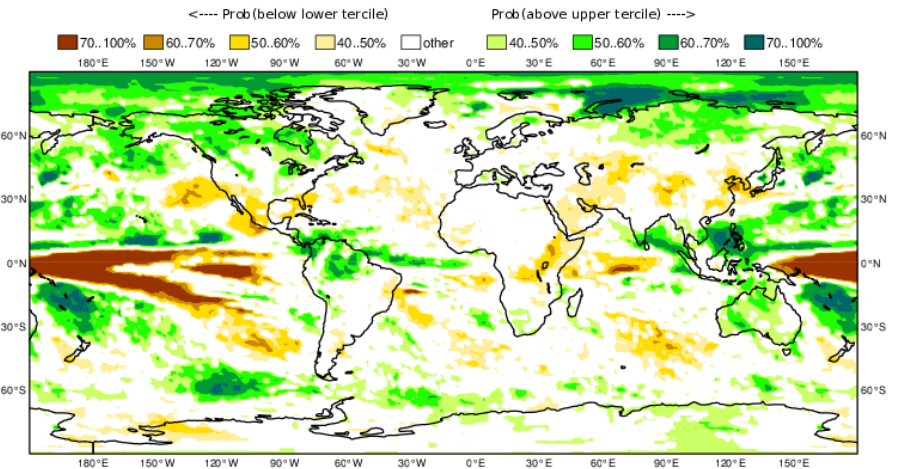 <---- Prob(below lower tercile) Prob(above upper tercile) ---->
70..100% 60..70% 50..60% 40..50% other 40..50% 50..60% 60..70% 70..100%
180°E 150°W 120°W 90°W 60°W 30°W 0°E 30°E 60°E 90°E 120°E 150°E
60°N 60°N
30°N 30°N
0°N 0°N
30°S 30°S
60°S 60°S
180°E 150°W 120°W 90°W 60°W 30°W 0°E 30°E 60°E 90°E 120°E 150°E